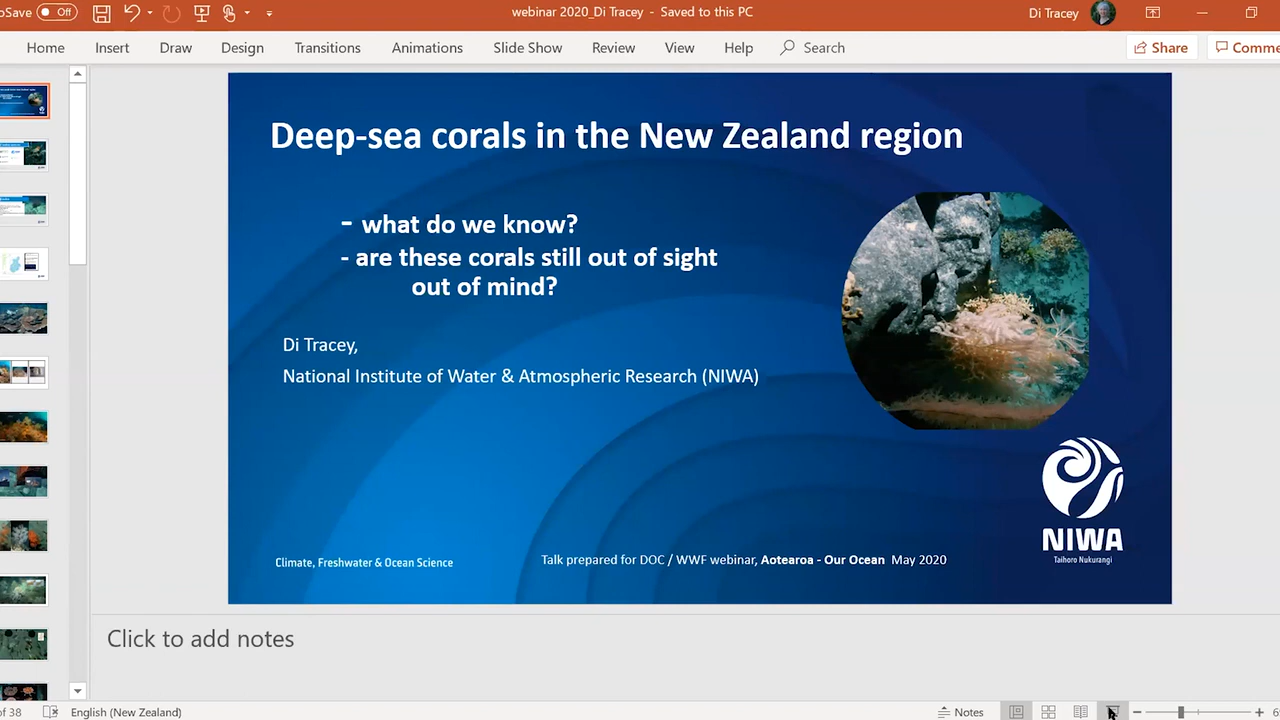 oSave
Off
webinar 2020_Di Tracey - Saved to this PC
Di Tracey
Home
Insert
Draw
Design
Transitions
Animations
Slide Show
Review
View
Help
Search
Share
Comme
Deep-sea corals in the New Zealand region
- what do we know?
- are these corals still out of sight
out of mind?
Di Tracey,
National Institute of Water & Atmospheric Research (NIWA)
NIWA
Taihoro Nukurangi
Climate, Freshwater & Ocean Science
Talk prepared for DOC / WWF webinar, Aotearoa - Our Ocean May 2020
Click to add notes
of 38
English (New Zealand)
Notes